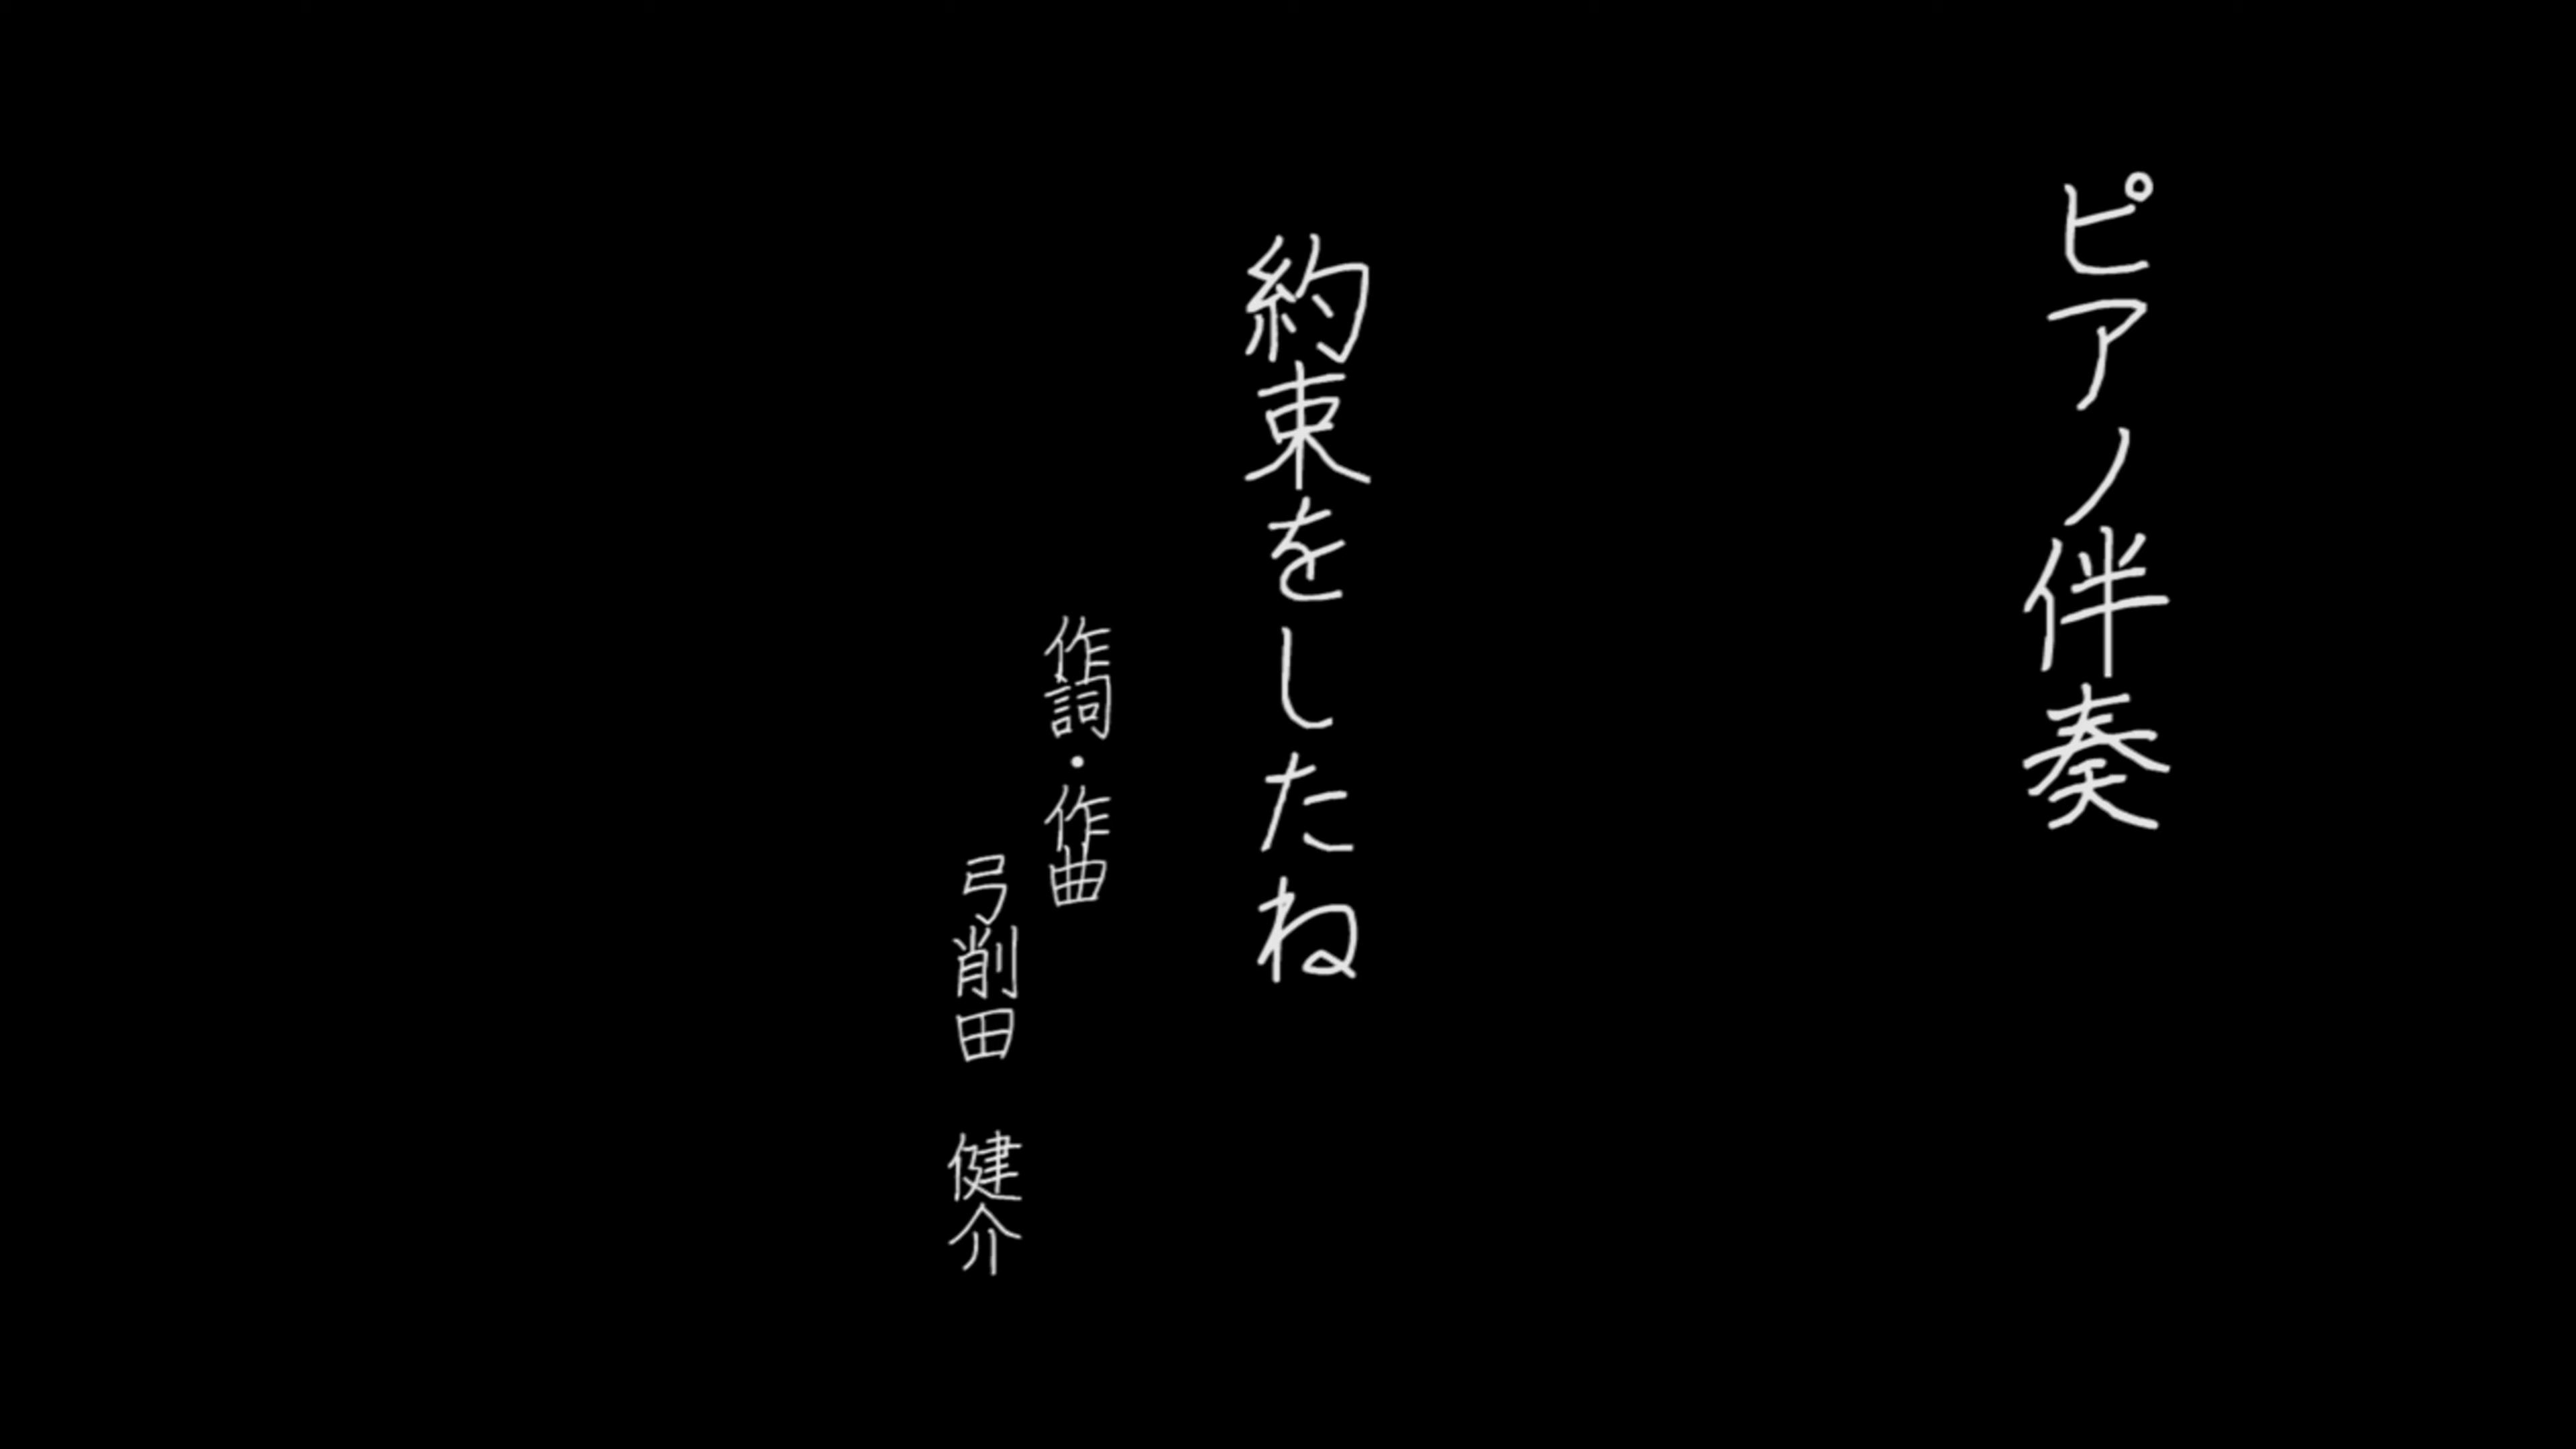 ピアノ伴奏
約束をしたね
作詞・作曲
弓削田 健介